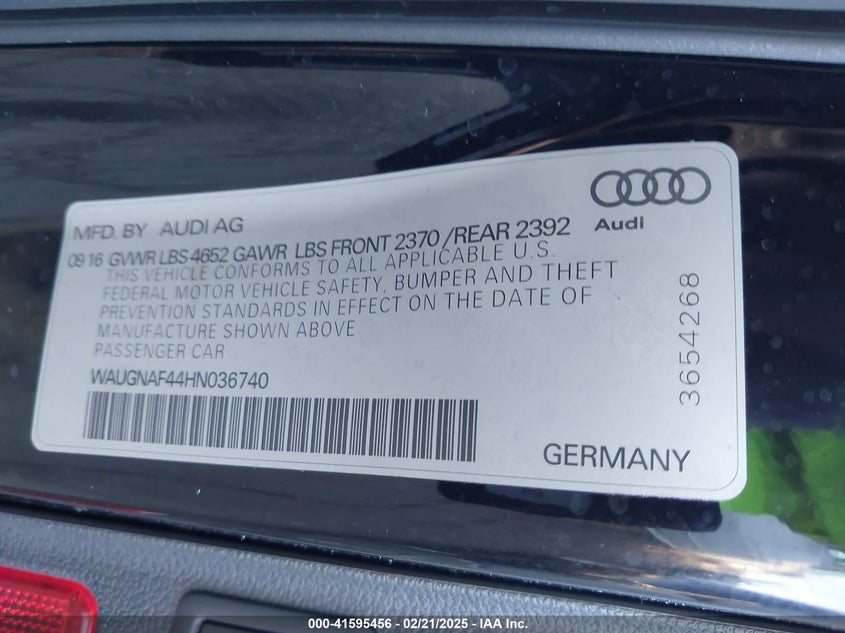 MFD. BY AUDI AG
Audi
09 16 GVWR LBS 4652 GAWR LBS FRONT 2370 /REAR 2392
THIS VEHICLE CONFORMS TO ALL APPLICABLE U.S.
FEDERAL MOTOR VEHICLE SAFETY, BUMPER AND THEFT
PREVENTION STANDARDS IN EFFECT ON THE DATE OF
MANUFACTURE SHOWN ABOVE
PASSENGER CAR
WAUGNAF44HN036740
3654268
GERMANY
000-41595456 - 02/21/2025 - IAA Inc.